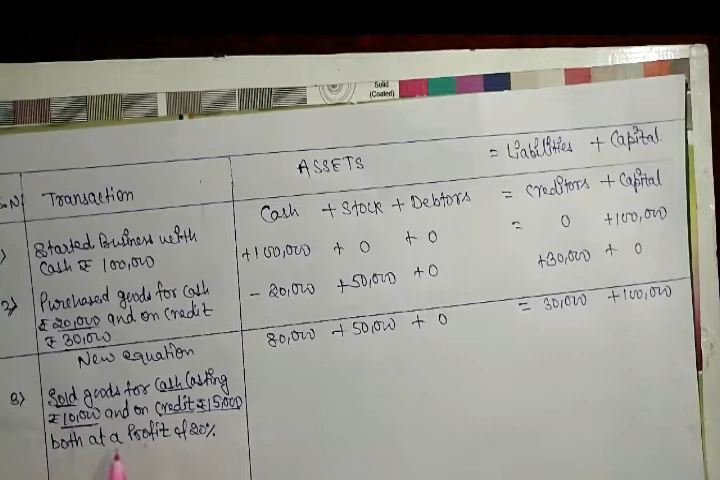 Solid
(Coated)
S.N.
Transaction
ASSETS
= Liabilities + Capital
Cash + Stock + Debtors = Creditors + Capital
Started Business with
Cash ₹ 100,000
+100,000 + 0 + 0 = 0 +100,000
2) Purchased goods for cash
₹ 20,000 and on credit
₹ 30,000
- 20,000 +50,000 +0 +30,000 + 0
New equation
80,000 + 50,000 + 0 = 30,000 +100,000
3) Sold goods for cash Costing
₹ 10,000 and on credit ₹ 15,000
both at a Profit of 20%